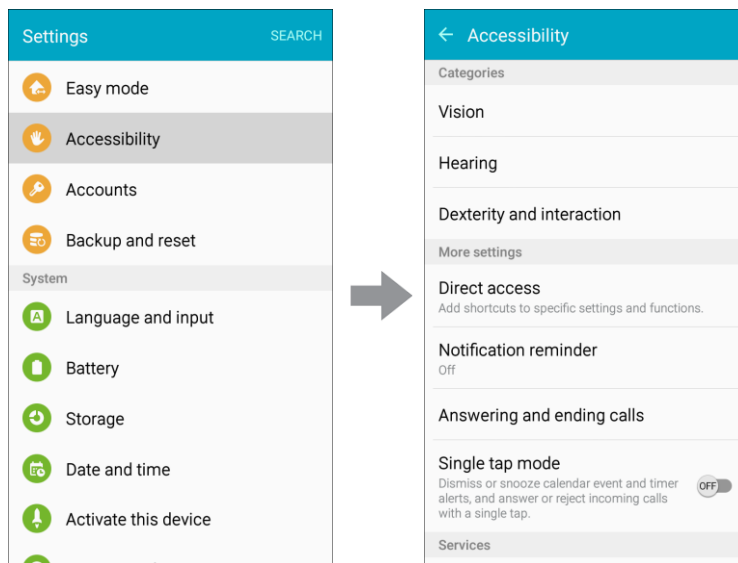 Settings
SEARCH
Easy mode
Accessibility
Accounts
Backup and reset
System
Language and input
Battery
Storage
Date and time
Activate this device
Accessibility
Categories
Vision
Hearing
Dexterity and interaction
More settings
Direct access
Add shortcuts to specific settings and functions.
Notification reminder
Off
Answering and ending calls
Single tap mode
Dismiss or snooze calendar event and timer
alerts, and answer or reject incoming calls
with a single tap.
OFF
Services